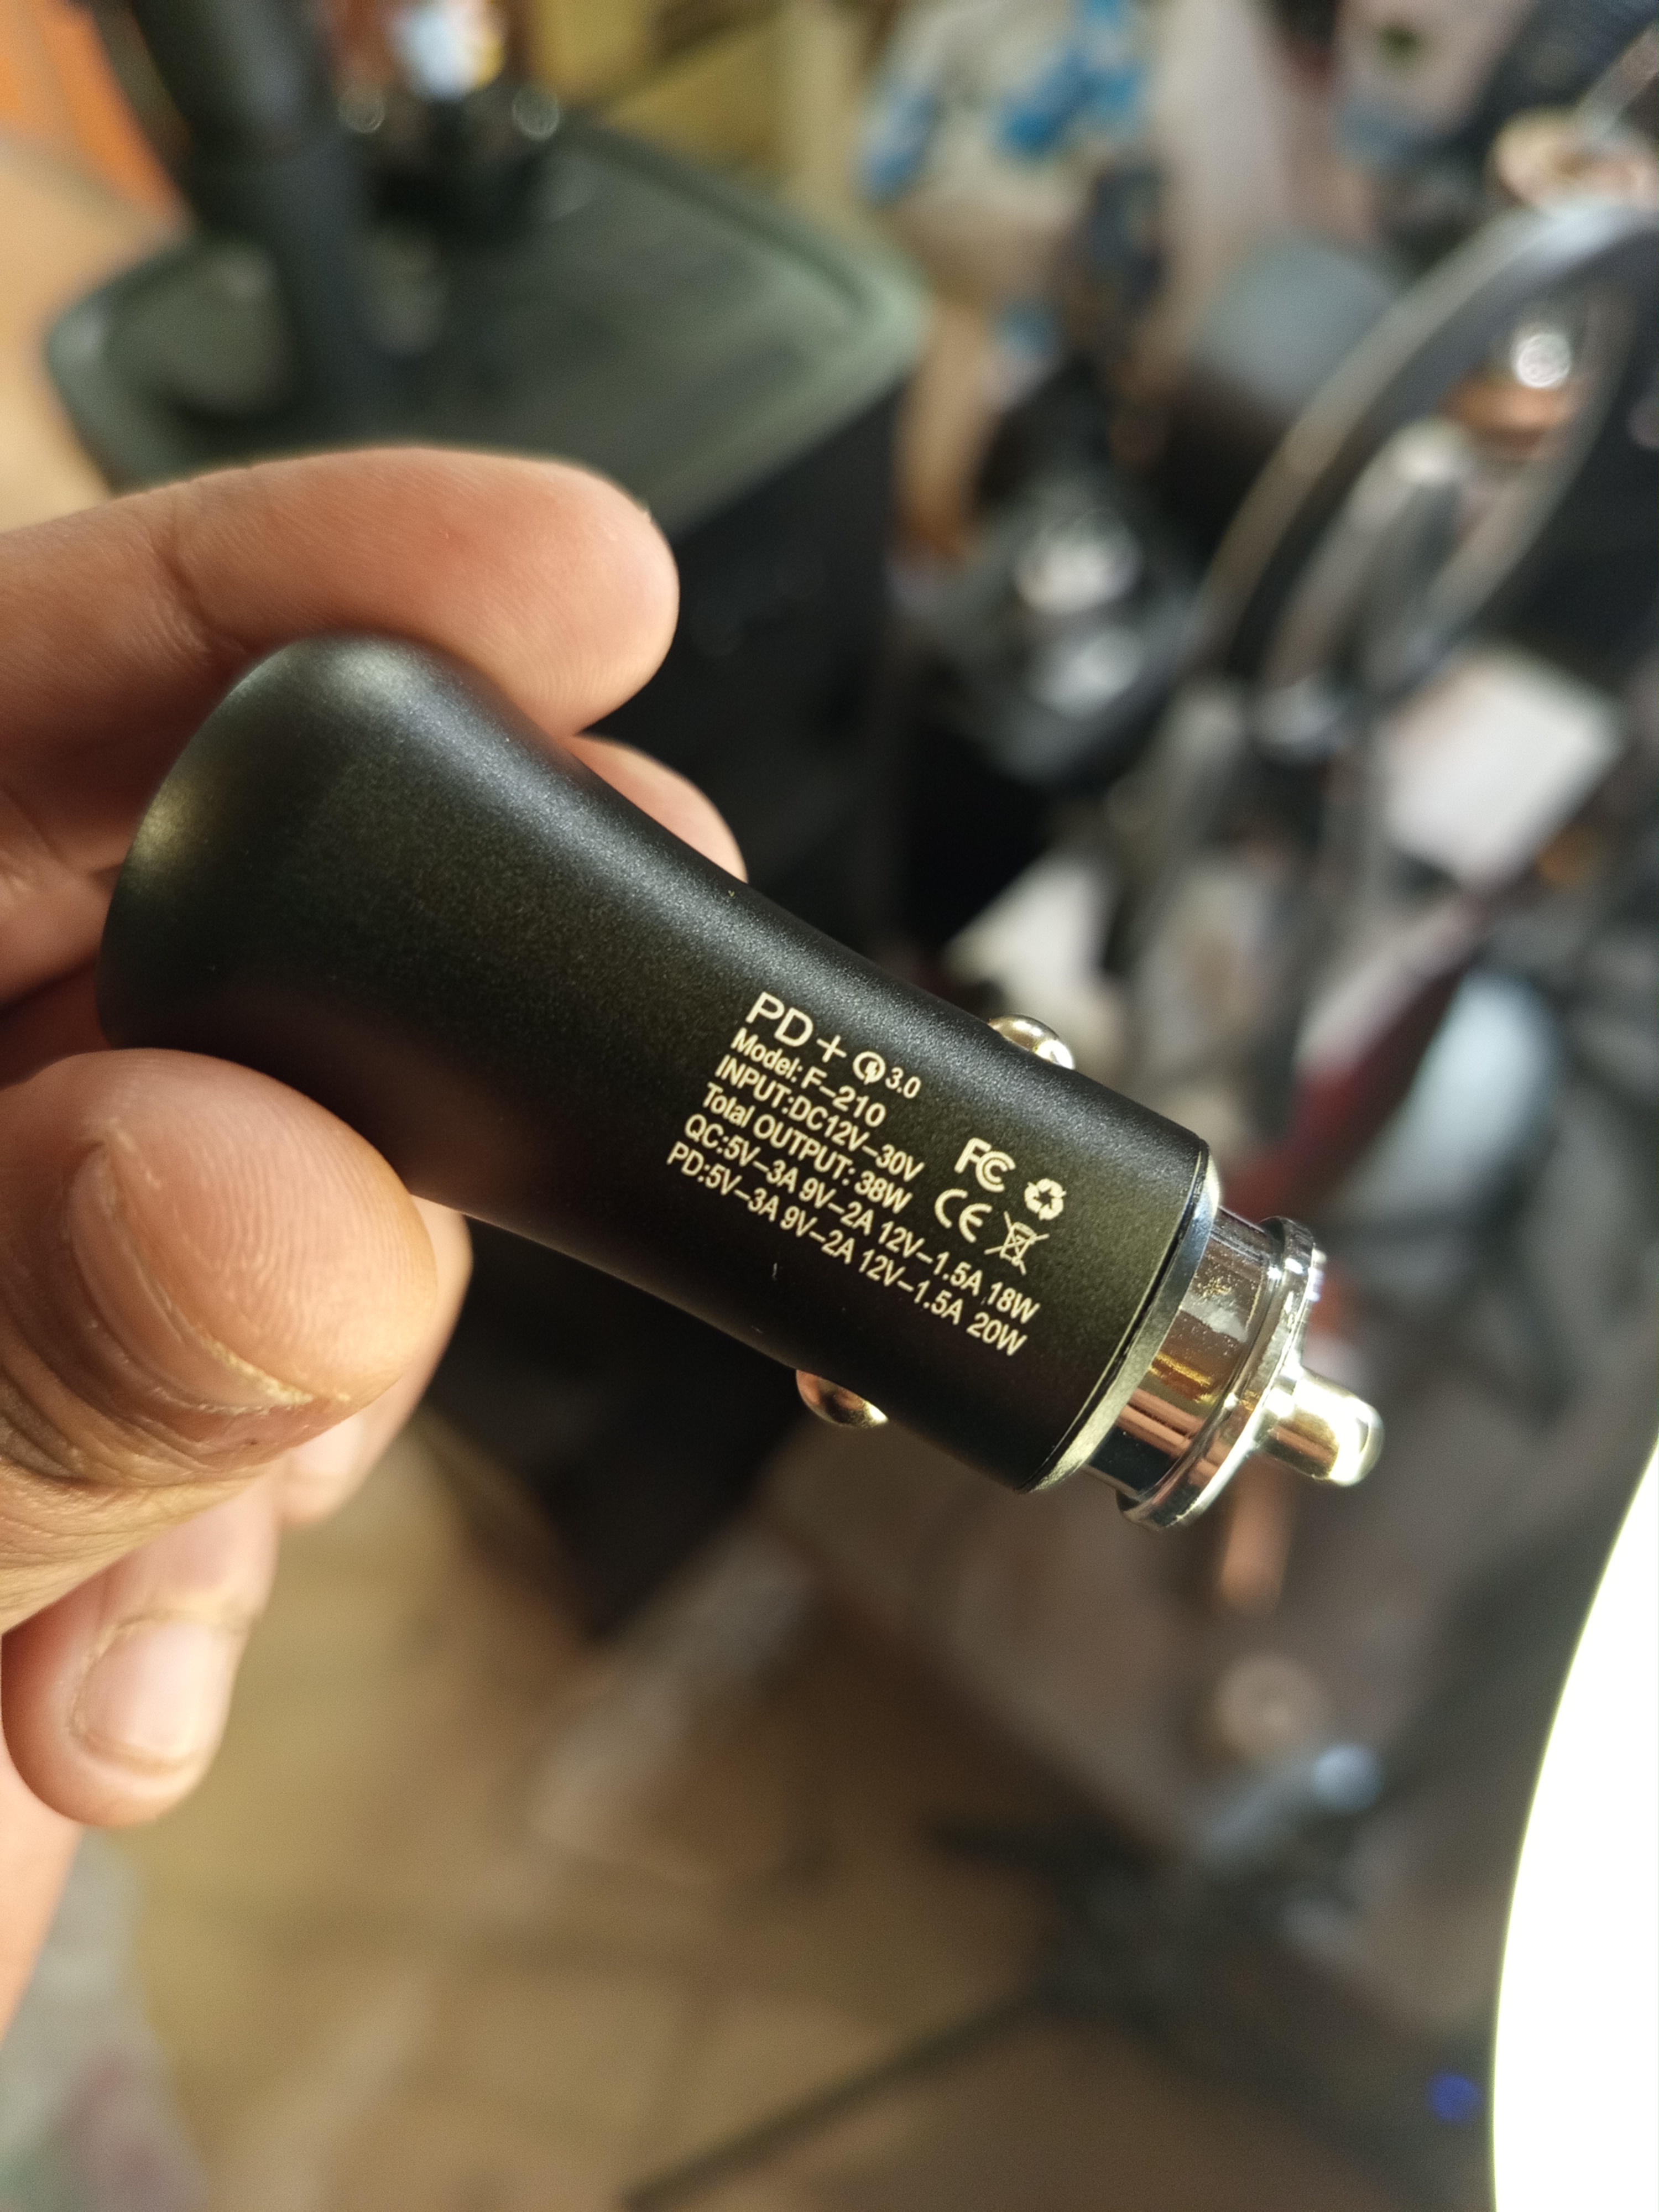 PD+ 3.0
Model: F-210
INPUT:DC12V-30V
Total OUTPUT: 38W
QC:5V-3A 9V-2A 12V-1.5A 18W
PD:5V-3A 9V-2A 12V-1.5A 20W
FC
CE